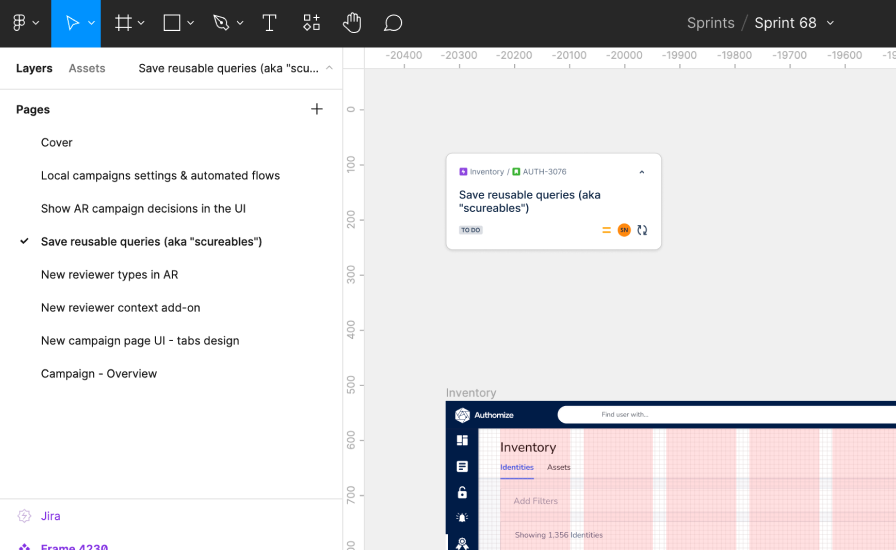 Sprints / Sprint 68
Layers Assets Save reusable queries (aka "scu...
Pages
Cover
Local campaigns settings & automated flows
Show AR campaign decisions in the UI
Save reusable queries (aka "scureables")
New reviewer types in AR
New reviewer context add-on
New campaign page UI - tabs design
Campaign - Overview
Jira
Frame 4230
-20400 -20300 -20200 -20100 -20000 -19900 -19800 -19700 -19600
0
100
200
300
400
500
600
700
Inventory / AUTH-3076
Save reusable queries (aka
"scureables")
TO DO
SN
Inventory
Authomize
Find user with...
Inventory
Identities Assets
Add Filters
Showing 1,356 Identities